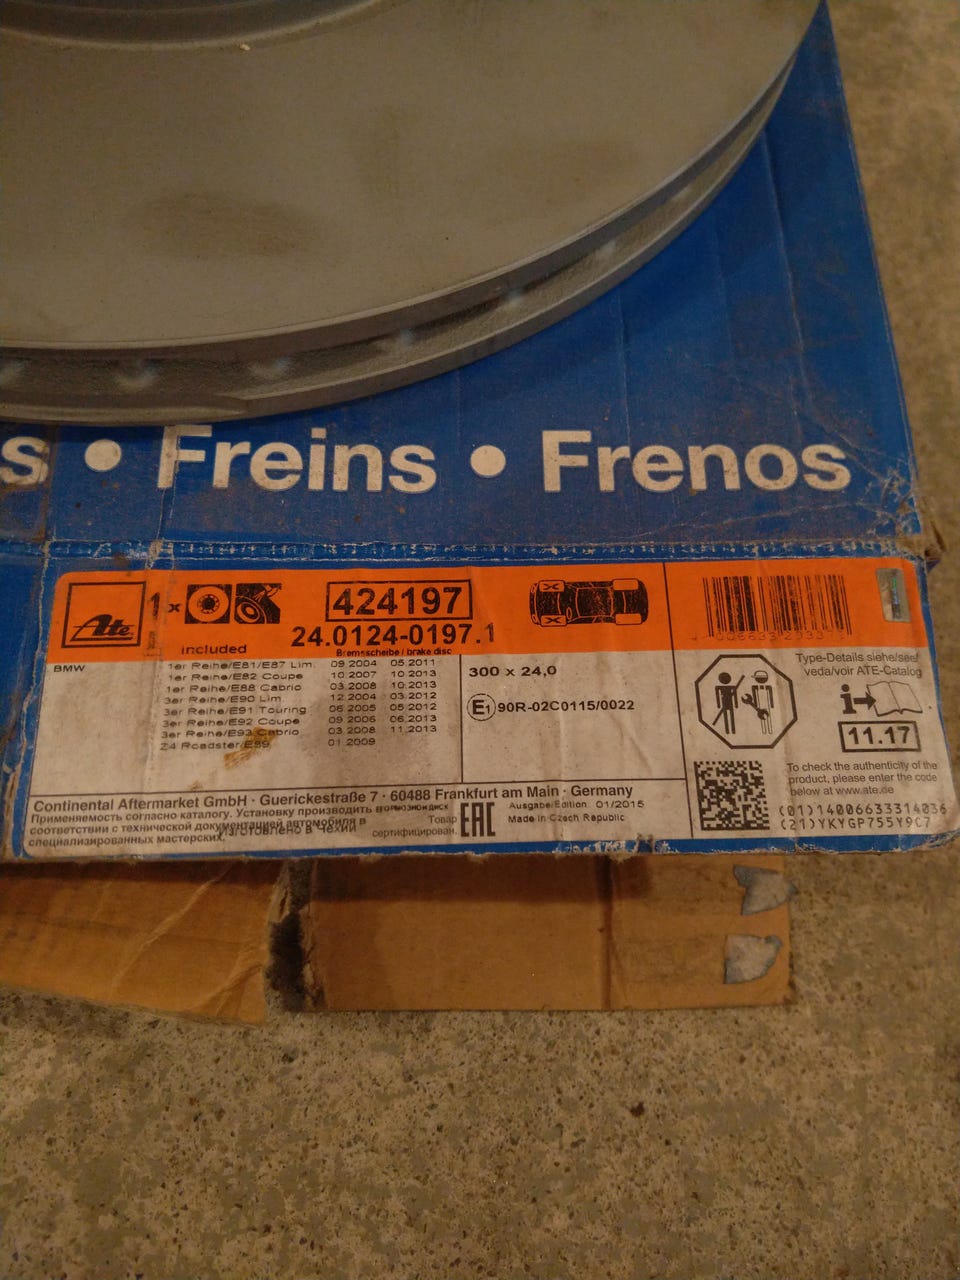 s • Freins • Frenos
Ate
1 x
included
424197
24.0124-0197.1
Bremsscheibe / brake disc
BMW
1er Reihe/E81/E87 Lim. 09.2004 05.2011
1er Reihe/E82 Coupe 10.2007 10.2013
1er Reihe/E88 Cabrio 03.2008 10.2013
3er Reihe/E90 Lim 12.2004 03.2012
3er Reihe/E91 Touring 06.2005 05.2012
3er Reihe/E92 Coupe 09.2006 06.2013
3er Reihe/E93 Cabrio 03.2008 11.2013
Z4 Roadster/E89 01.2009
300 x 24,0
E1 90R-02C0115/0022
Type-Details siehe/see/
veda/voir ATE-Catalog
i
11.17
To check the authenticity of the
product, please enter the code
below at www.ate.de
(01)14006633314036
(21)YKYGP755Y9C7
Continental Aftermarket GmbH · Guerickestraße 7 · 60488 Frankfurt am Main · Germany
Применяемость согласно каталогу. Установку производить в
соответствии с технической документацией автомобиля в
специализированных мастерских.
тормозной диск
Изготовлено в Чехии
Товар
сертифицирован.
EAC
Ausgabe/Edition 01/2015
Made in Czech Republic